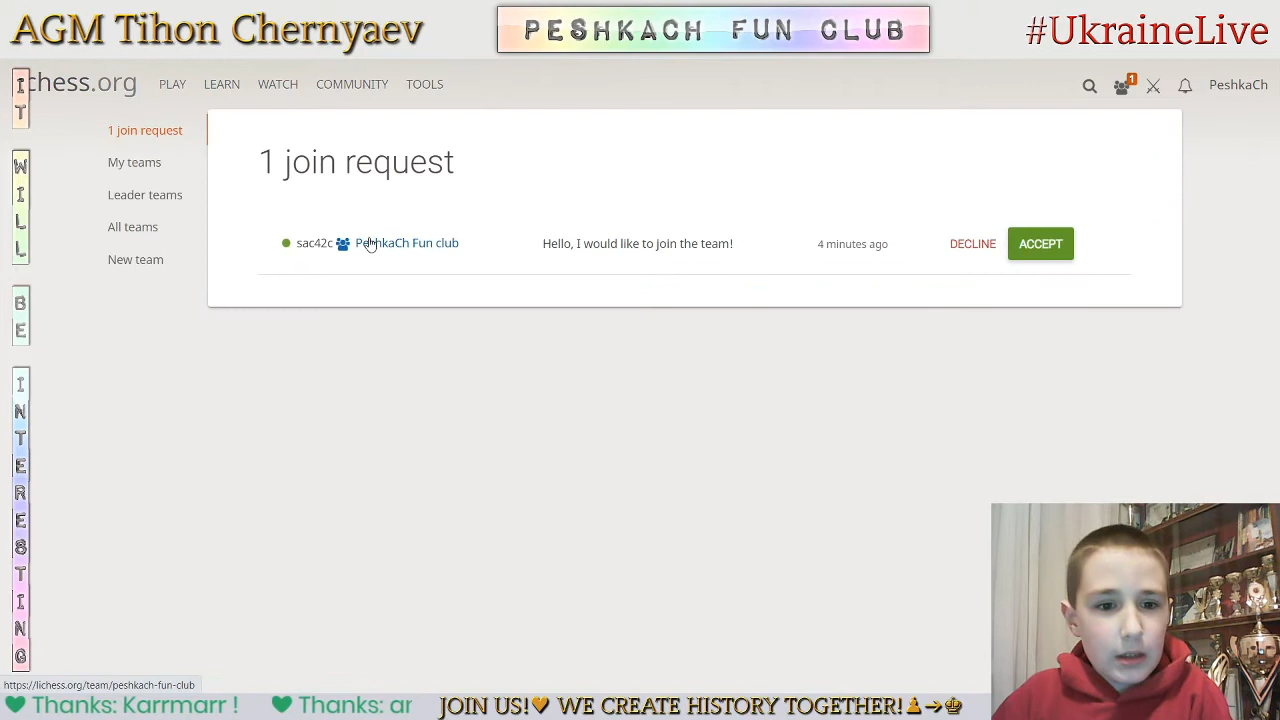 AGM Tihon Chernyaev
PESHKACH FUN CLUB
#UkraineLive
chess.org
PLAY
LEARN
WATCH
COMMUNITY
TOOLS
1
PeshkaCh
1 join request
My teams
Leader teams
All teams
New team
1 join request
sac42c
PeshkaCh Fun club
Hello, I would like to join the team!
4 minutes ago
DECLINE
ACCEPT
IT
WILL
BE
INTERESTING
https://lichess.org/team/peshkach-fun-club
Thanks: Karrmarr !
Thanks: ar
JOIN US!🧡 WE CREATE HISTORY TOGETHER!♟→♚